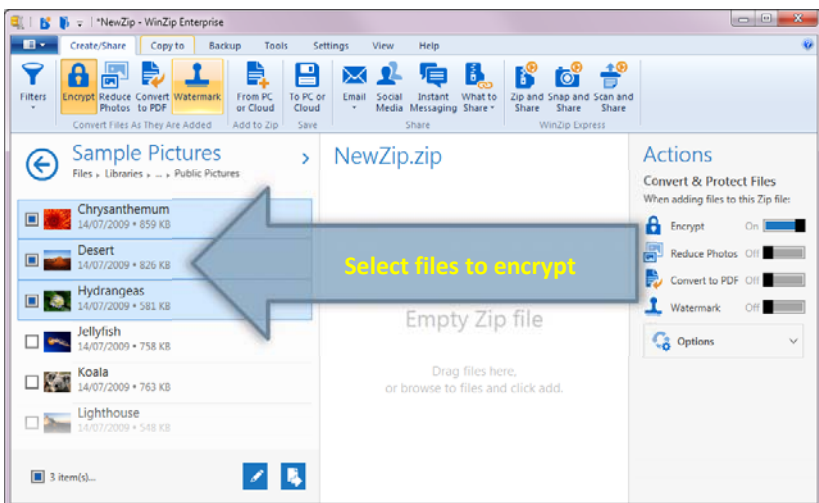 *NewZip - WinZip Enterprise
Create/Share Copy to Backup Tools Settings View Help
Filters
Encrypt
Reduce Photos
Convert to PDF
Watermark
From PC or Cloud
To PC or Cloud
Email
Social Media
Instant Messaging
What to Share
Zip and Share
Snap and Share
Scan and Share
Convert Files As They Are Added
Add to Zip
Save
Share
WinZip Express
Sample Pictures
Files ▸ Libraries ▸ ... ▸ Public Pictures
Chrysanthemum
14/07/2009 • 859 KB
Desert
14/07/2009 • 826 KB
Hydrangeas
14/07/2009 • 581 KB
Jellyfish
14/07/2009 • 758 KB
Koala
14/07/2009 • 763 KB
Lighthouse
14/07/2009 • 548 KB
3 item(s)...
NewZip.zip
Select files to encrypt
Empty Zip file
Drag files here,
or browse to files and click add.
Actions
Convert & Protect Files
When adding files to this Zip file:
Encrypt On
Reduce Photos Off
Convert to PDF Off
Watermark Off
Options